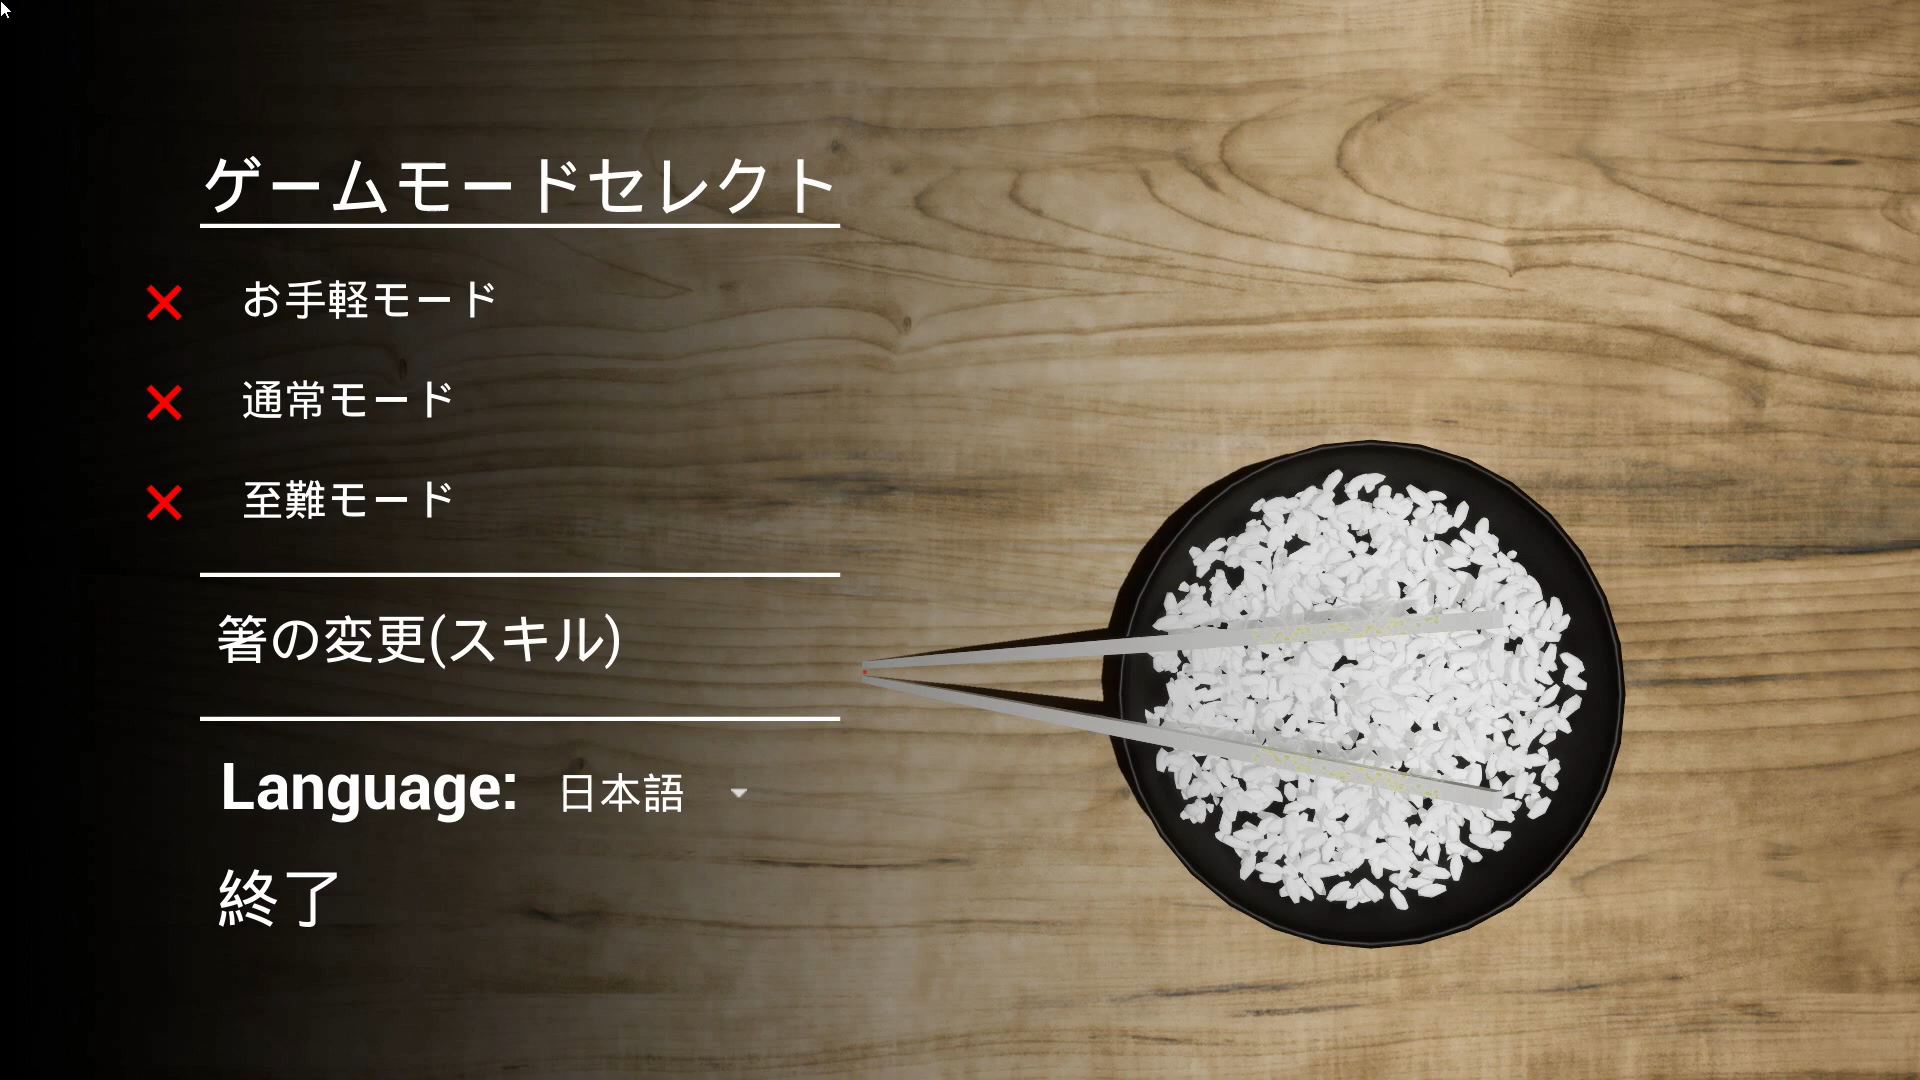 ゲームモードセレクト
お手軽モード
通常モード
至難モード
箸の変更(スキル)
Language: 日本語
終了